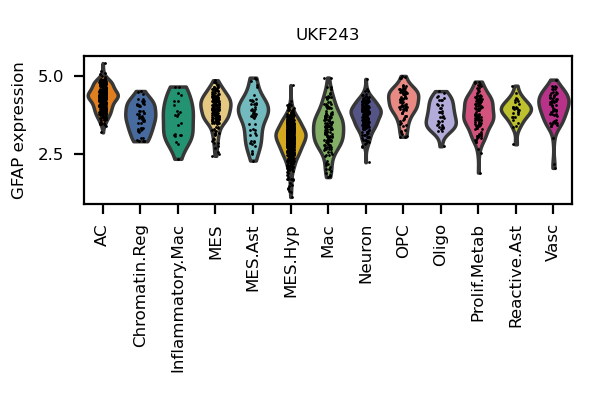 UKF243
GFAP expression
5.0
2.5
AC
Chromatin.Reg
Inflammatory.Mac
MES
MES.Ast
MES.Hyp
Mac
Neuron
OPC
Oligo
Prolif.Metab
Reactive.Ast
Vasc